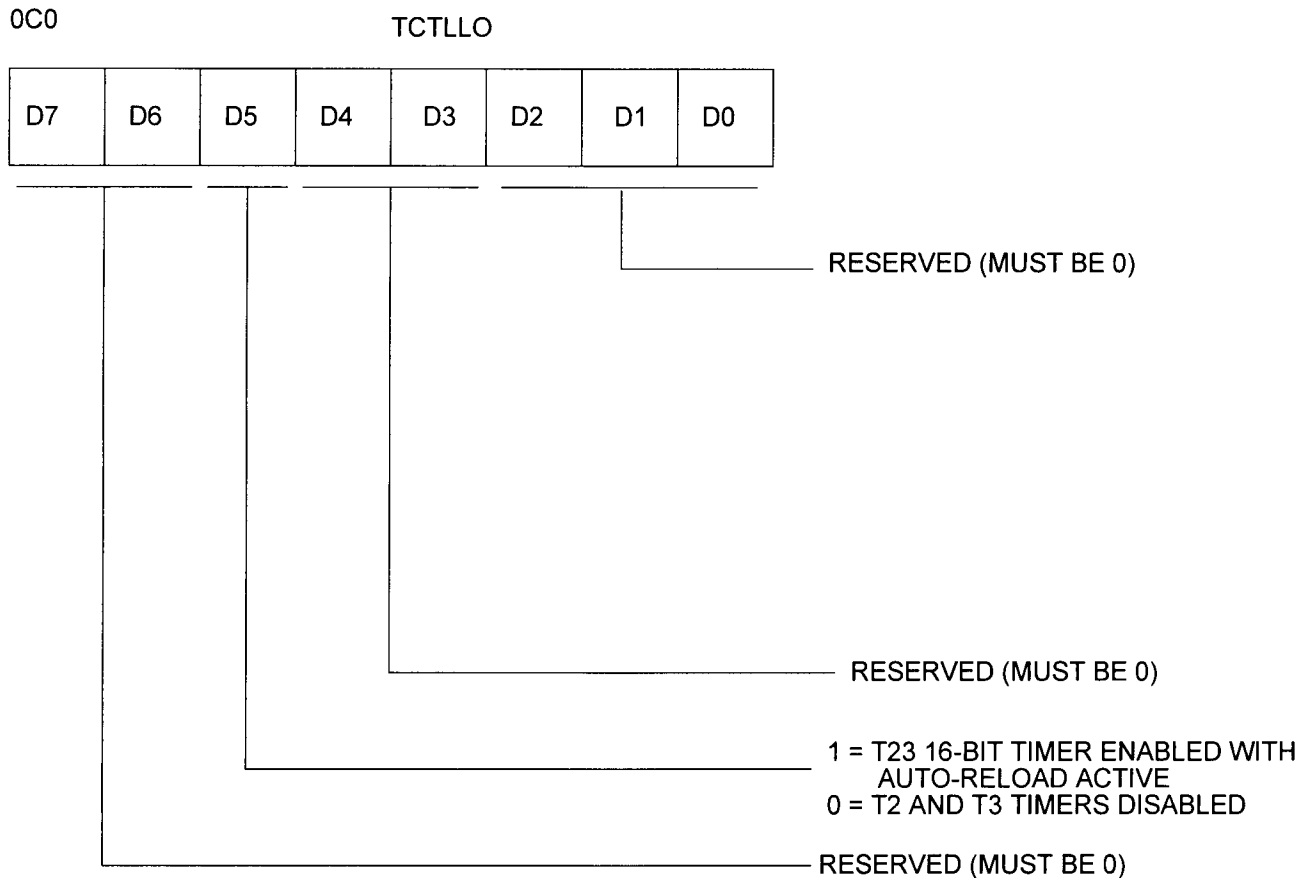 0C0
TCTLLO
D7 D6 D5 D4 D3 D2 D1 D0
RESERVED (MUST BE 0)
RESERVED (MUST BE 0)
1 = T23 16-BIT TIMER ENABLED WITH
AUTO-RELOAD ACTIVE
0 = T2 AND T3 TIMERS DISABLED
RESERVED (MUST BE 0)